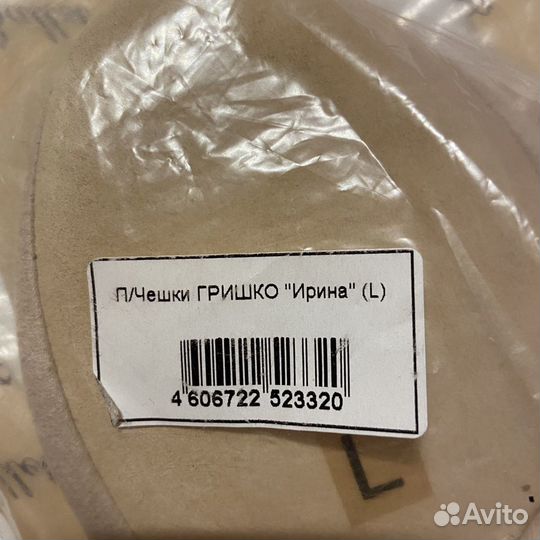 П/Чешки ГРИШКО "Ирина" (L)
4 606722 523320
L
Avito